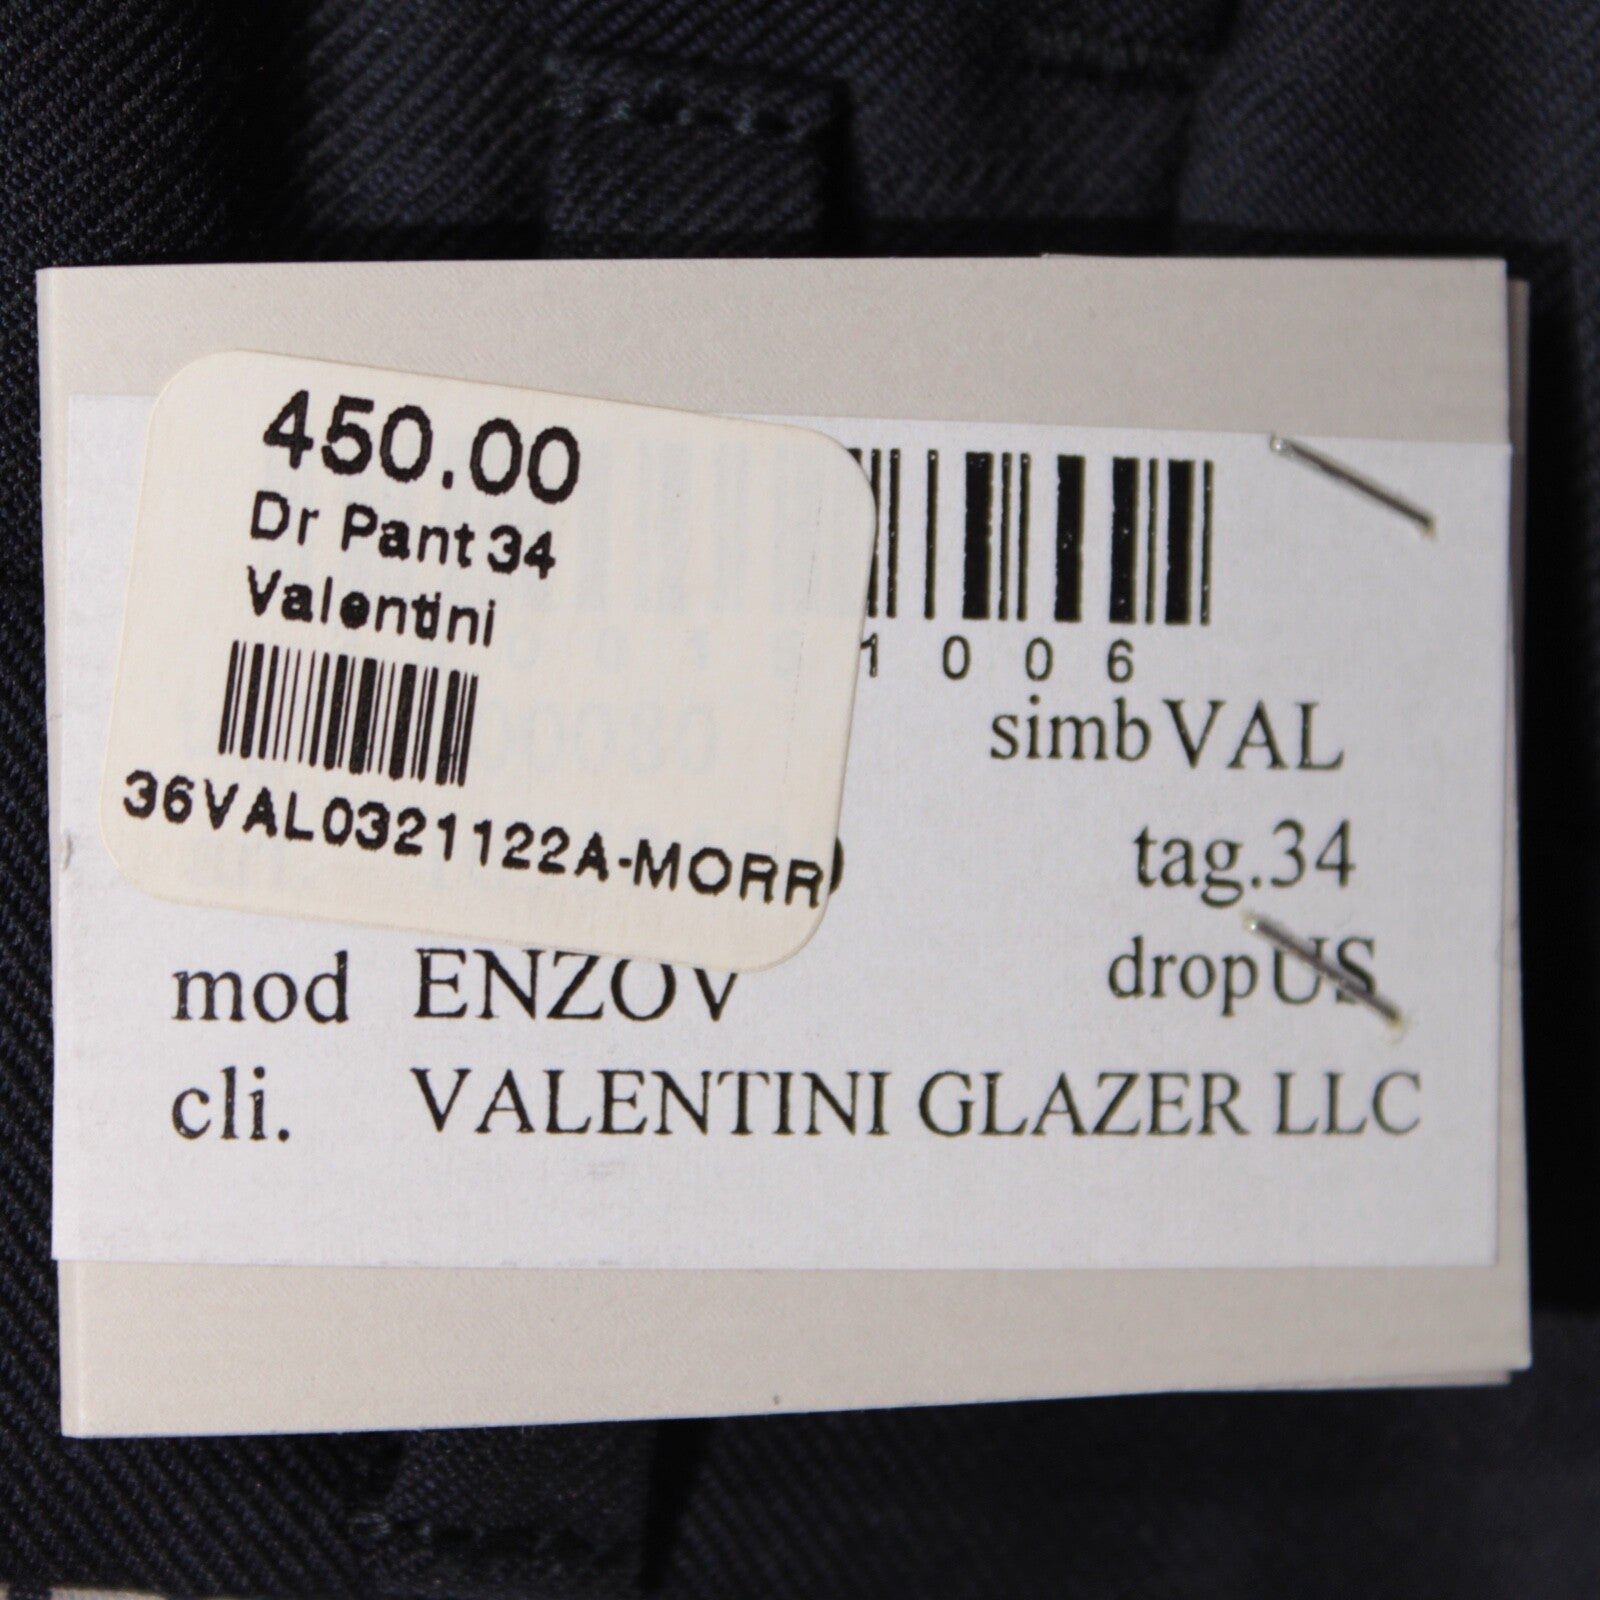 450.00
Dr Pant 34
Valentini
36VAL0321122A-MORR
1006
simb VAL
tag.34
drop US
mod ENZOV
cli. VALENTINI GLAZER LLC